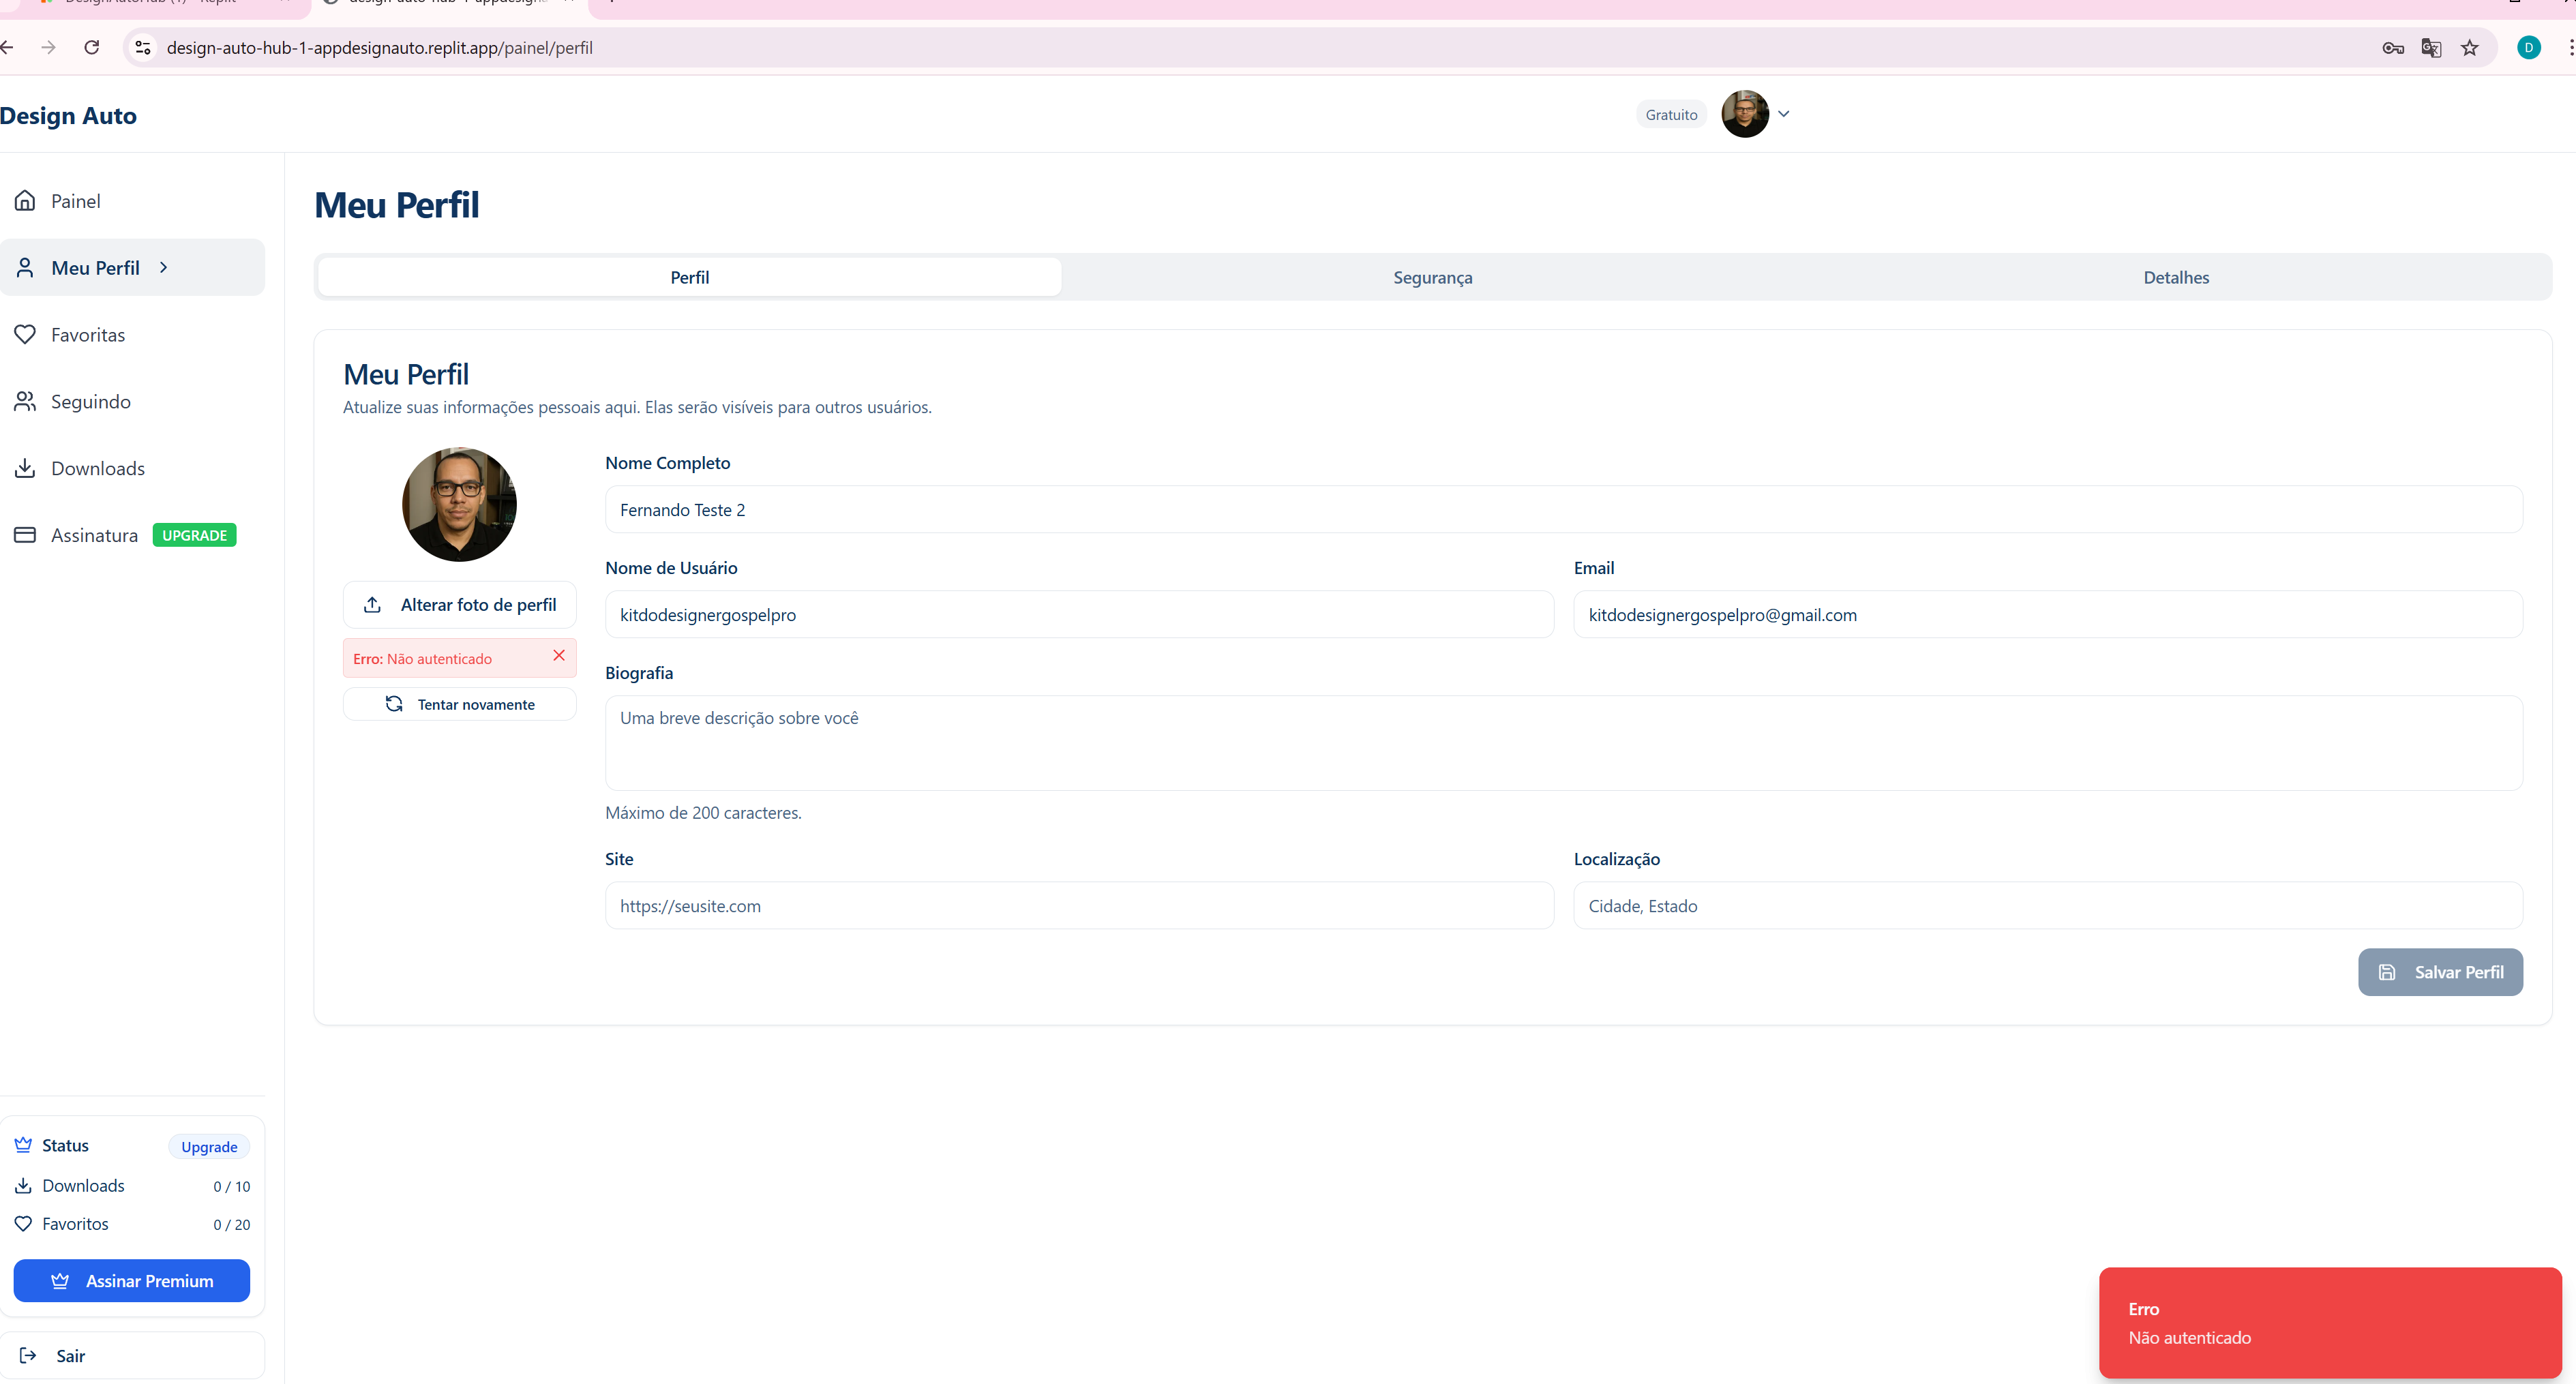 design-auto-hub-1-appdesignauto.replit.app/painel/perfil
D
Design Auto
Gratuito
Painel
Meu Perfil
Favoritas
Seguindo
Downloads
Assinatura UPGRADE
Meu Perfil
Perfil Segurança Detalhes
Meu Perfil
Atualize suas informações pessoais aqui. Elas serão visíveis para outros usuários.
Alterar foto de perfil
Erro: Não autenticado
Tentar novamente
Nome Completo
Fernando Teste 2
Nome de Usuário
kitdodesignergospelpro
Email
kitdodesignergospelpro@gmail.com
Biografia
Uma breve descrição sobre você
Máximo de 200 caracteres.
Site
https://seusite.com
Localização
Cidade, Estado
Salvar Perfil
Status Upgrade
Downloads 0 / 10
Favoritos 0 / 20
Assinar Premium
Sair
Erro
Não autenticado